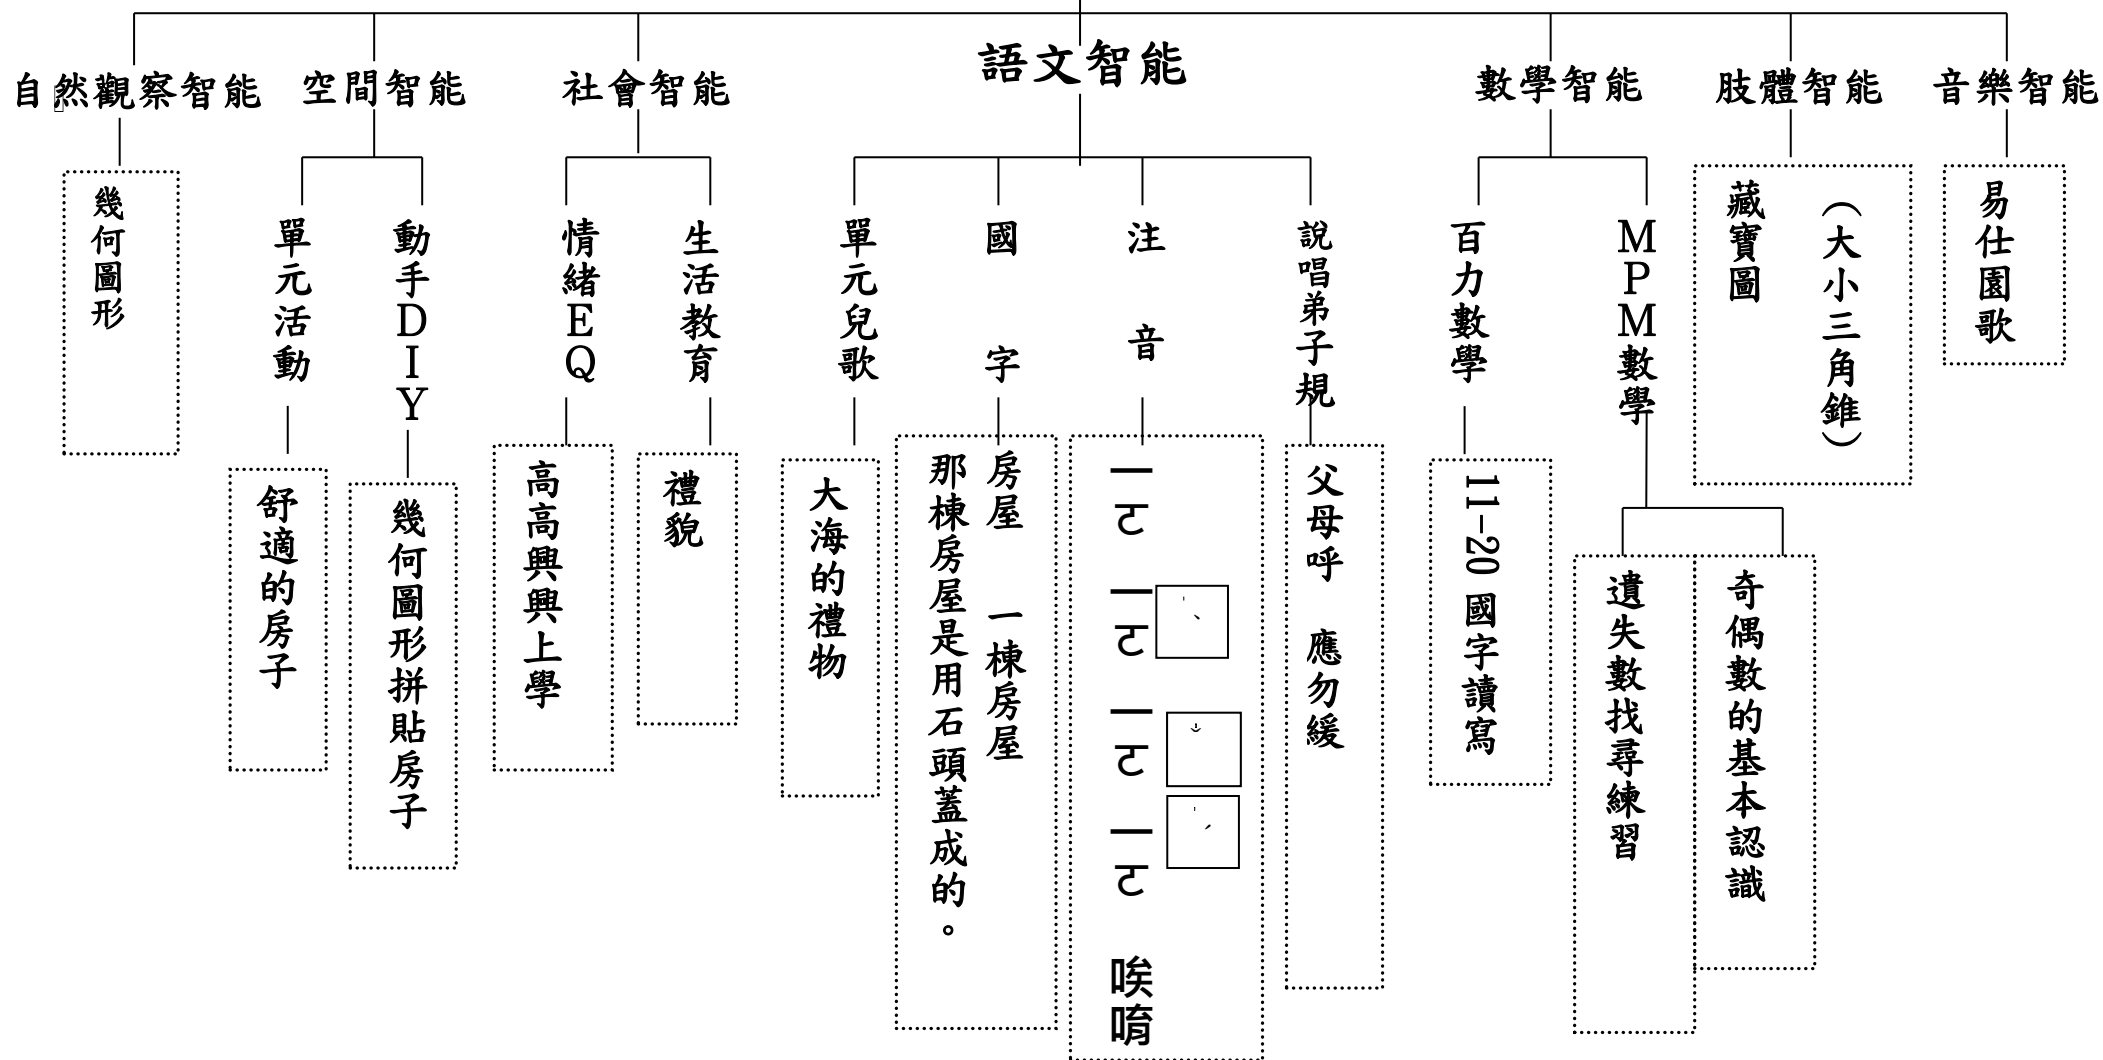 自然觀察智能
空間智能
社會智能
語文智能
數學智能
肢體智能
音樂智能
幾何圖形
單元活動
動手DIY
情緒EQ
生活教育
單元兒歌
國字
注音
說唱弟子規
百力數學
MPM數學
藏寶圖
（大小三角錐）
易仕園歌
舒適的房子
幾何圖形拼貼房子
高高興興上學
禮貌
大海的禮物
那棟房屋是用石頭蓋成的。
房屋 一棟房屋
ㄧㄛ ㄧㄛˋ ㄧㄛˇ ㄧㄛˊ 唉唷
父母呼 應勿緩
11-20 國字讀寫
遺失數找尋練習
奇偶數的基本認識